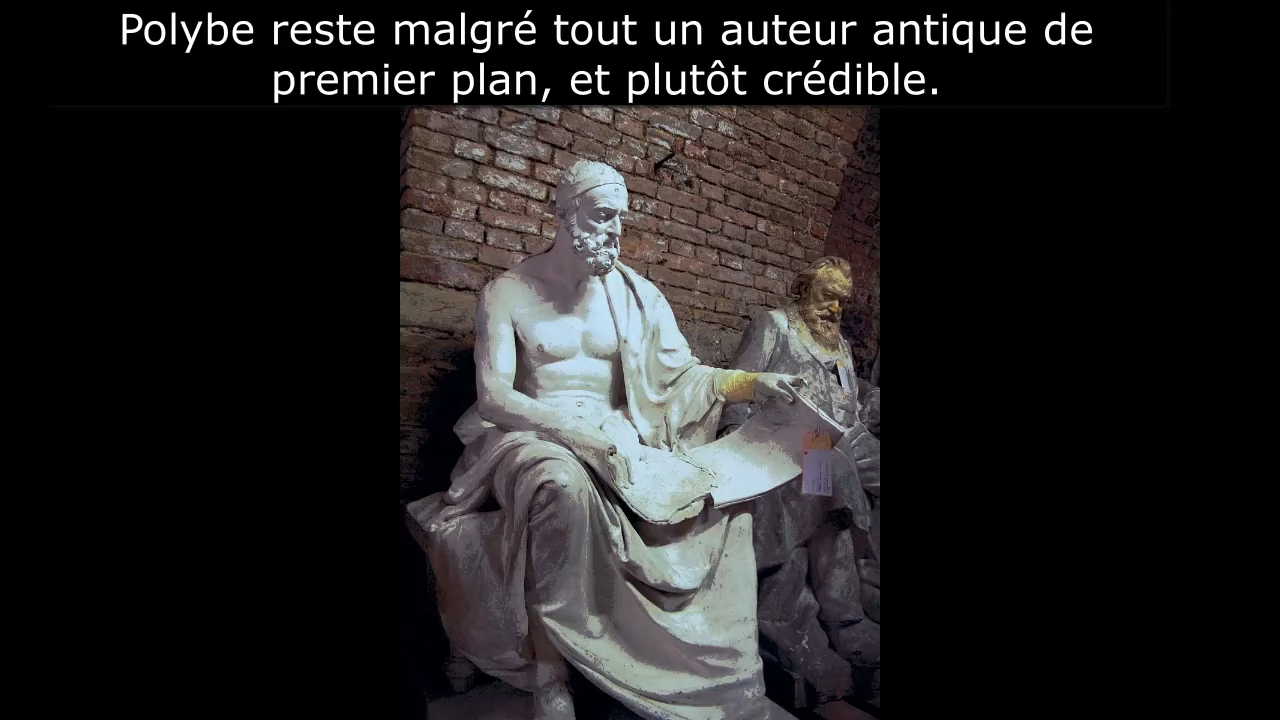 Polybe reste malgré tout un auteur antique de
premier plan, et plutôt crédible.